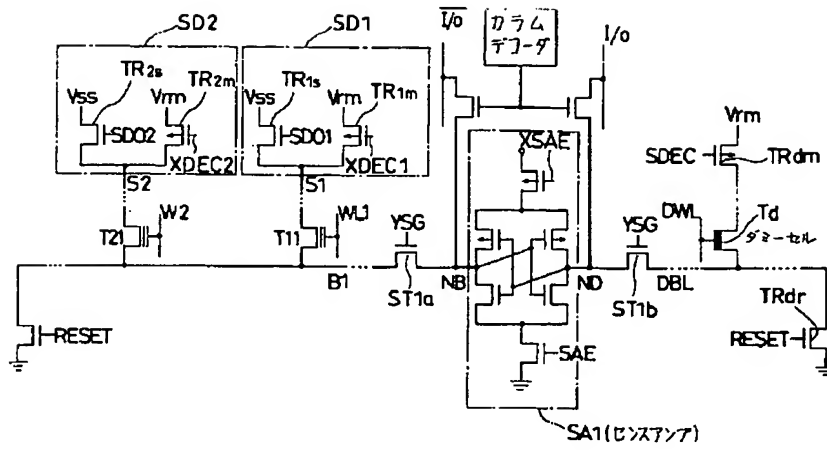 SD2
SD1
I/o
カラム
デコーダ
I/o
TR2s
TR2m
TR1s
TR1m
Vss
Vrm
Vss
Vrm
SD02
SD01
XDEC2
XDEC1
S2
S1
XSAE
Vrm
SDEC
TRdm
W2
WL1
T21
T11
YSG
YSG
DWL
Td
ダミーセル
B1
ST1a
NB
ND
ST1b
DBL
TRdr
RESET
SAE
RESET
SA1(センスアンプ)